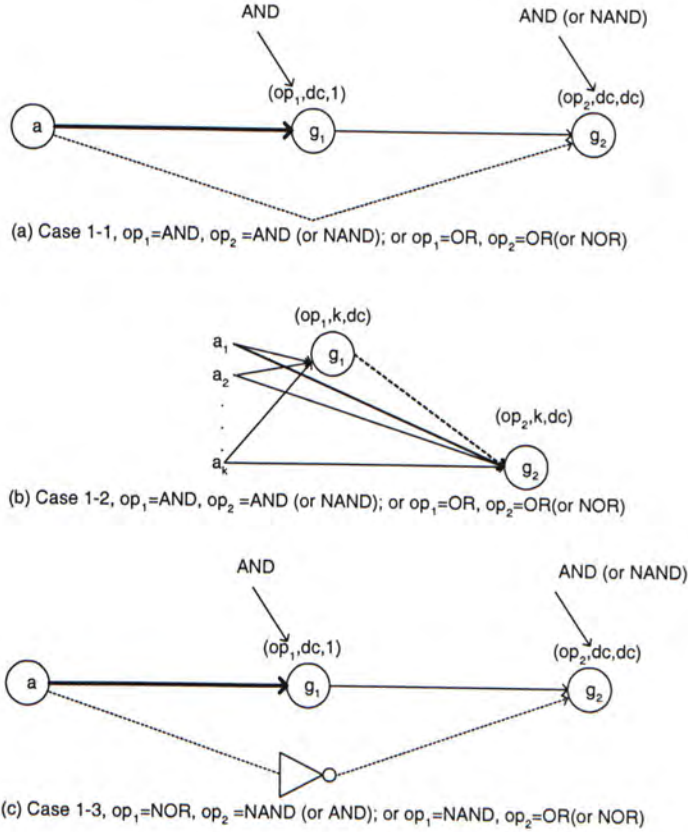 AND
AND (or NAND)
(op₁,dc,1)
(op₂,dc,dc)
a
g₁
g₂
(a) Case 1-1, op₁=AND, op₂ =AND (or NAND); or op₁=OR, op₂=OR(or NOR)
(op₁,k,dc)
a₁
g₁
a₂
(op₂,k,dc)
.
.
.
aₖ
g₂
(b) Case 1-2, op₁=AND, op₂ =AND (or NAND); or op₁=OR, op₂=OR(or NOR)
AND
AND (or NAND)
(op₁,dc,1)
(op₂,dc,dc)
a
g₁
g₂
(c) Case 1-3, op₁=NOR, op₂ =NAND (or AND); or op₁=NAND, op₂=OR(or NOR)